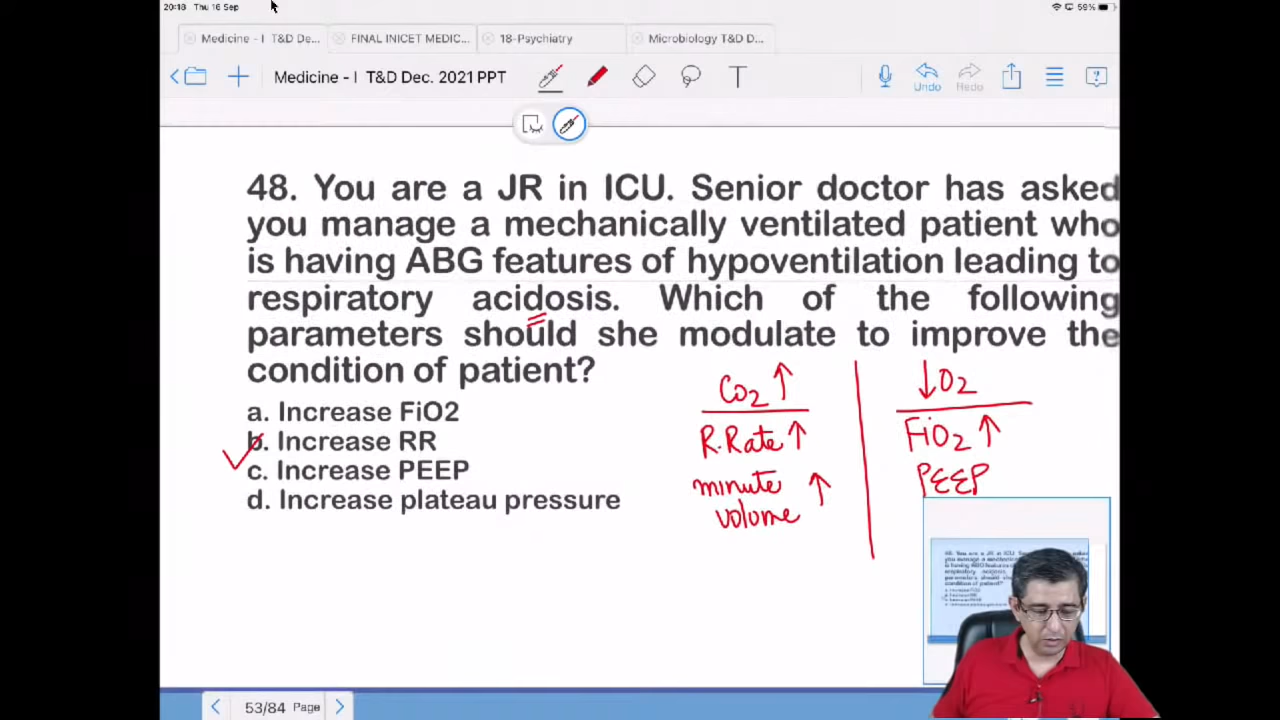 20:18 Thu 16 Sep
59%
Medicine - I T&D De...
FINAL INICET MEDIC...
18-Psychiatry
Microbiology T&D D...
Medicine - I T&D Dec. 2021 PPT
T
Undo
Redo
48. You are a JR in ICU. Senior doctor has asked
you manage a mechanically ventilated patient who
is having ABG features of hypoventilation leading to
respiratory acidosis. Which of the following
parameters should she modulate to improve the
condition of patient?
a. Increase FiO2
b. Increase RR
c. Increase PEEP
d. Increase plateau pressure
CO2 ↑
R.Rate ↑
minute ↑
volume
↓O2
FiO2 ↑
PEEP
53/84 Page